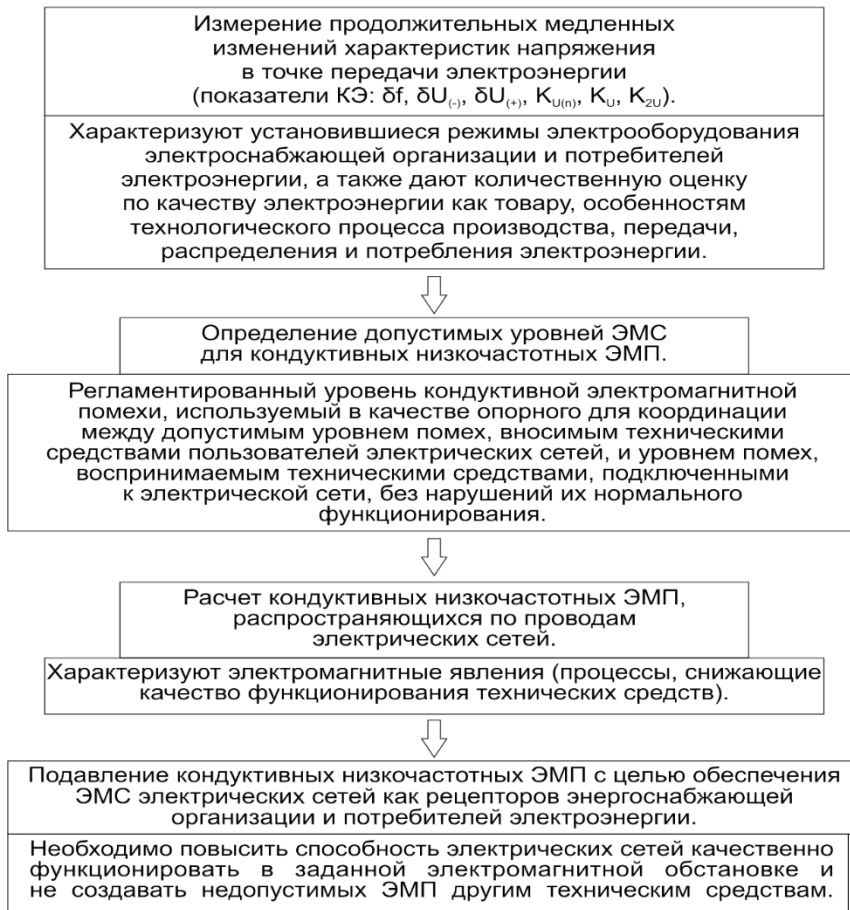 Измерение продолжительных медленных
изменений характеристик напряжения
в точке передачи электроэнергии
(показатели КЭ: δf, δU₍₋₎, δU₍₊₎, K_U(n), K_U, K_2U).
Характеризуют установившиеся режимы электрооборудования
электроснабжающей организации и потребителей
электроэнергии, а также дают количественную оценку
по качеству электроэнергии как товару, особенностям
технологического процесса производства, передачи,
распределения и потребления электроэнергии.
Определение допустимых уровней ЭМС
для кондуктивных низкочастотных ЭМП.
Регламентированный уровень кондуктивной электромагнитной
помехи, используемый в качестве опорного для координации
между допустимым уровнем помех, вносимым техническими
средствами пользователей электрических сетей, и уровнем помех,
воспринимаемым техническими средствами, подключенными
к электрической сети, без нарушений их нормального
функционирования.
Расчет кондуктивных низкочастотных ЭМП,
распространяющихся по проводам
электрических сетей.
Характеризуют электромагнитные явления (процессы, снижающие
качество функционирования технических средств).
Подавление кондуктивных низкочастотных ЭМП с целью обеспечения
ЭМС электрических сетей как рецепторов энергоснабжающей
организации и потребителей электроэнергии.
Необходимо повысить способность электрических сетей качественно
функционировать в заданной электромагнитной обстановке и
не создавать недопустимых ЭМП другим техническим средствам.